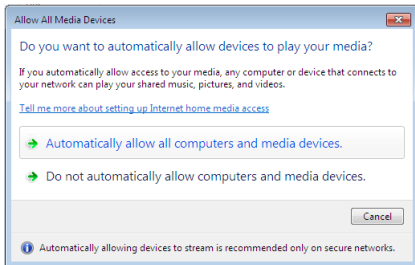 Allow All Media Devices
Do you want to automatically allow devices to play your media?
If you automatically allow access to your media, any computer or device that connects to
your network can play your shared music, pictures, and videos.
Tell me more about setting up Internet home media access
Automatically allow all computers and media devices.
Do not automatically allow computers and media devices.
Cancel
Automatically allowing devices to stream is recommended only on secure networks.